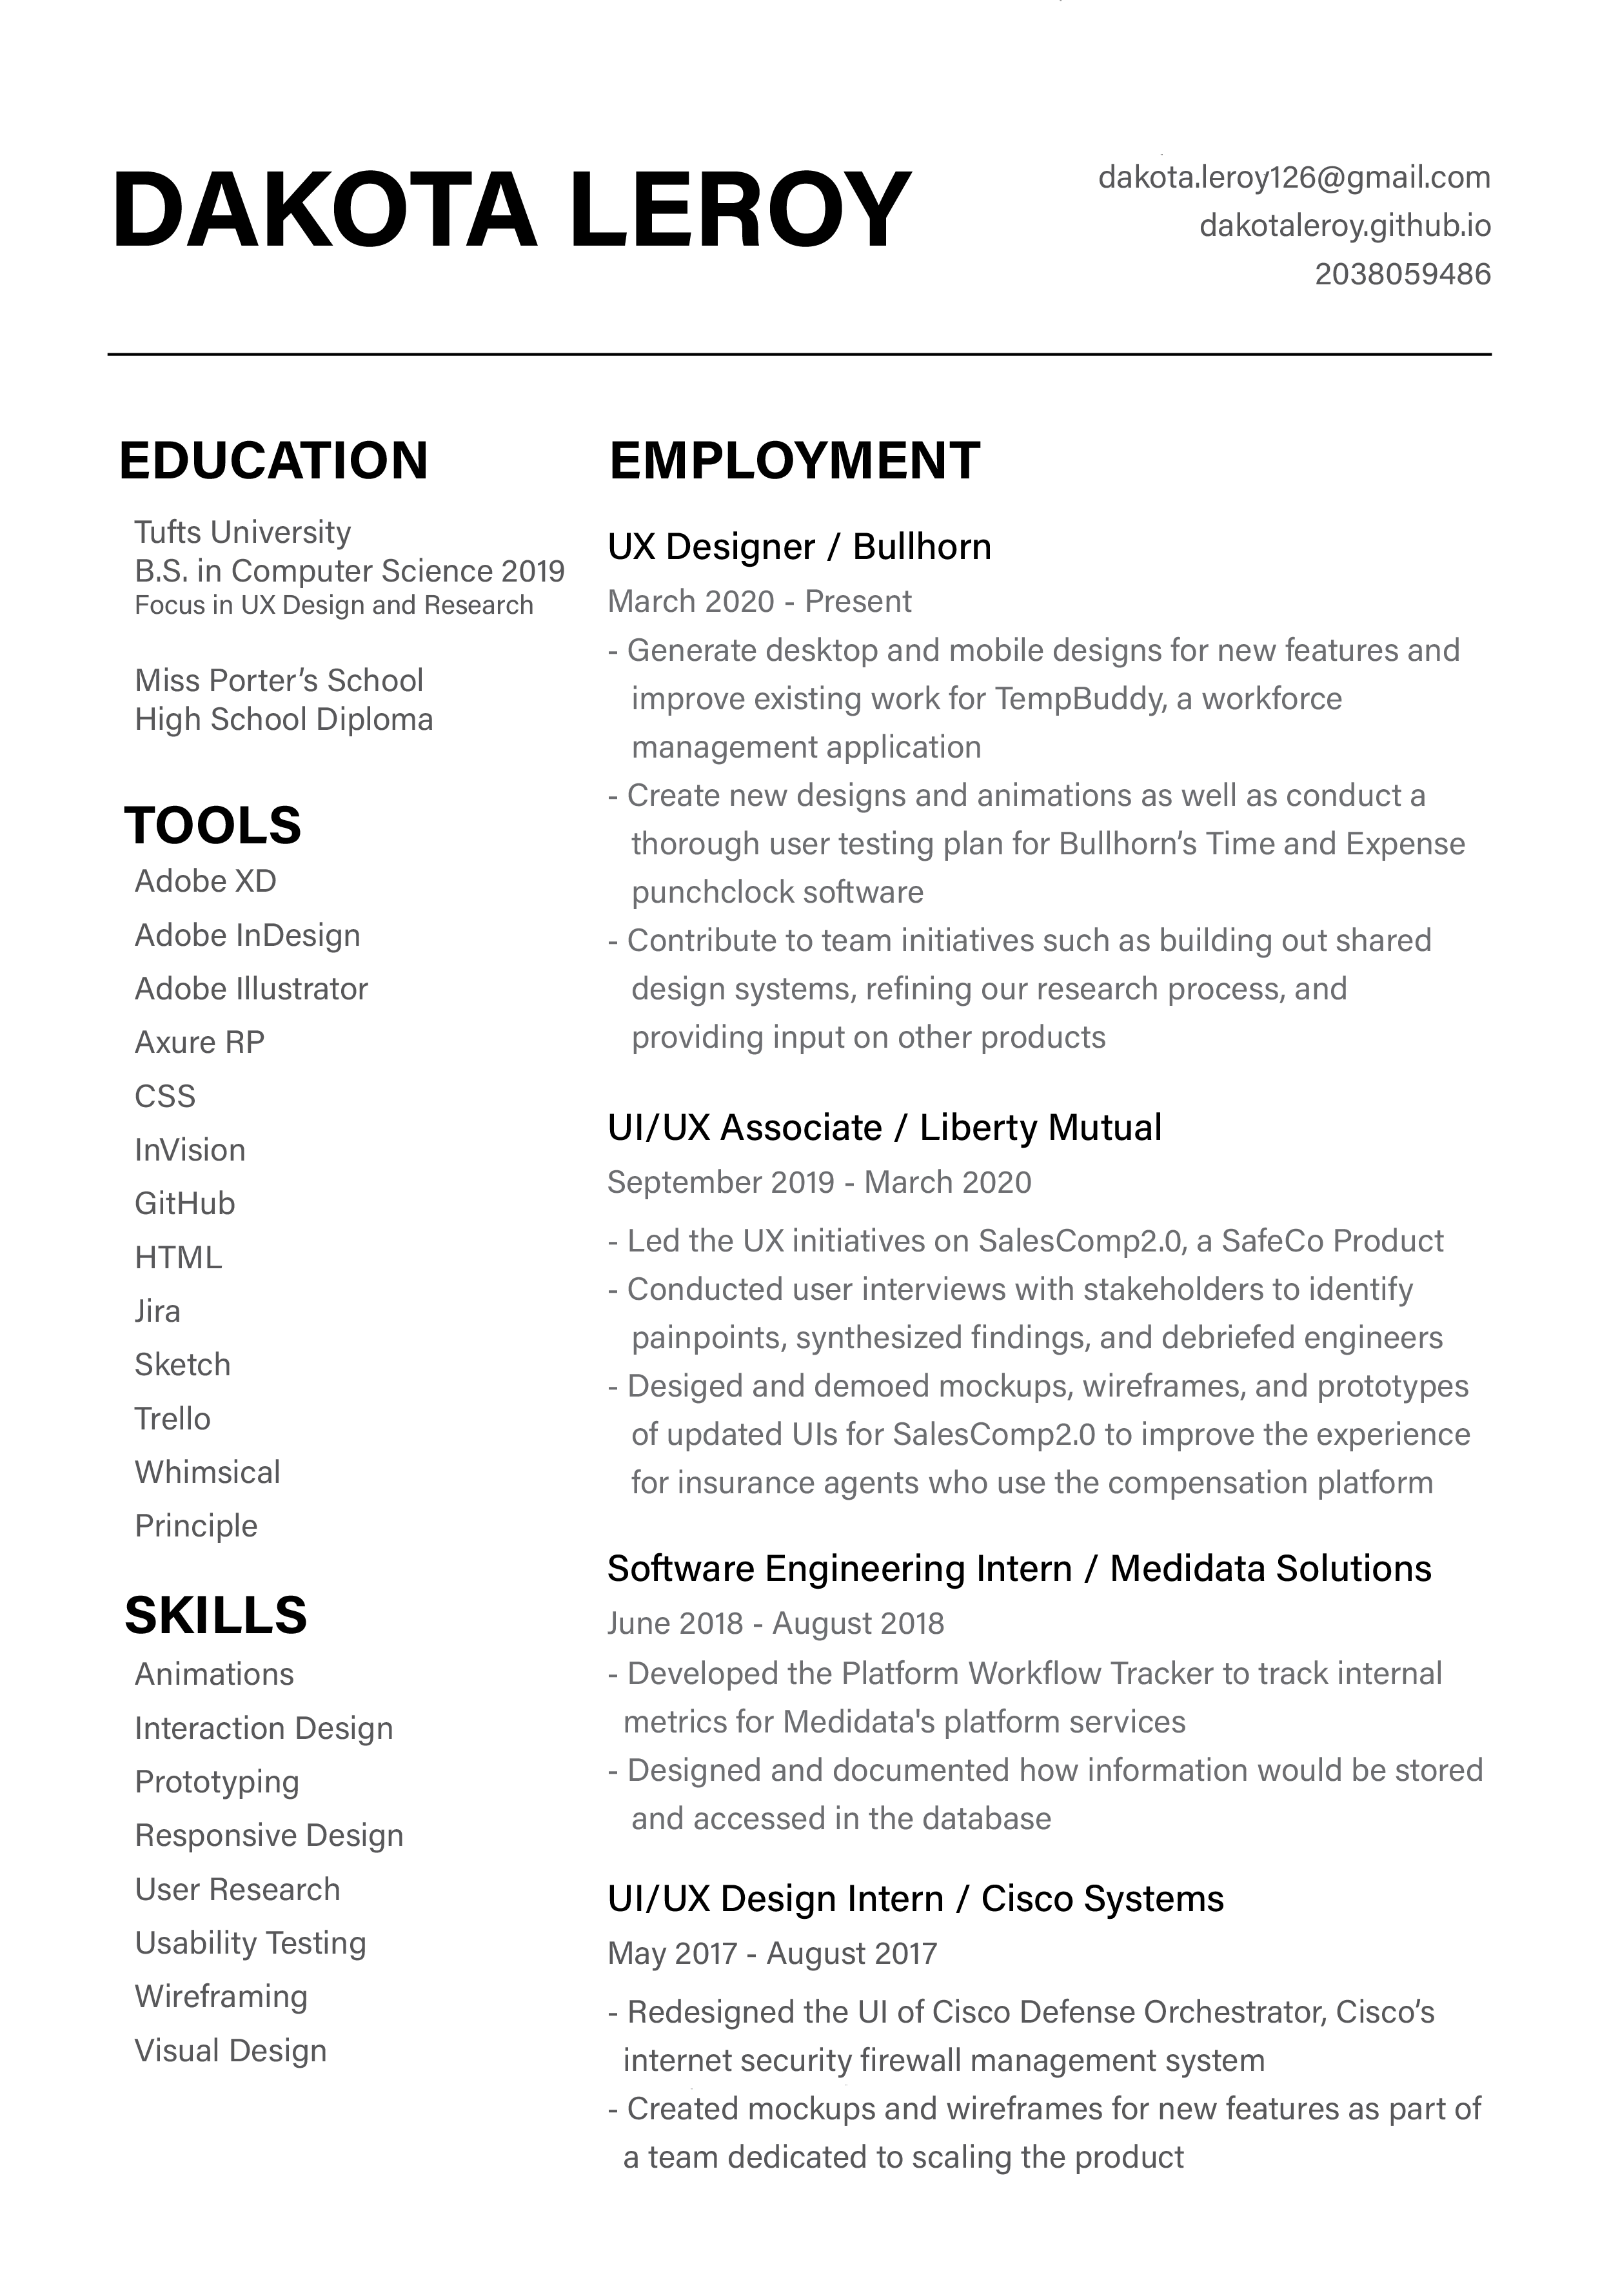 DAKOTA LEROY
dakota.leroy126@gmail.com
dakotaleroy.github.io
2038059486
EDUCATION
Tufts University
B.S. in Computer Science 2019
Focus in UX Design and Research
Miss Porter’s School
High School Diploma
TOOLS
Adobe XD
Adobe InDesign
Adobe Illustrator
Axure RP
CSS
InVision
GitHub
HTML
Jira
Sketch
Trello
Whimsical
Principle
SKILLS
Animations
Interaction Design
Prototyping
Responsive Design
User Research
Usability Testing
Wireframing
Visual Design
EMPLOYMENT
UX Designer / Bullhorn
March 2020 - Present
- Generate desktop and mobile designs for new features and
improve existing work for TempBuddy, a workforce
management application
- Create new designs and animations as well as conduct a
thorough user testing plan for Bullhorn’s Time and Expense
punchclock software
- Contribute to team initiatives such as building out shared
design systems, refining our research process, and
providing input on other products
UI/UX Associate / Liberty Mutual
September 2019 - March 2020
- Led the UX initiatives on SalesComp2.0, a SafeCo Product
- Conducted user interviews with stakeholders to identify
painpoints, synthesized findings, and debriefed engineers
- Desiged and demoed mockups, wireframes, and prototypes
of updated UIs for SalesComp2.0 to improve the experience
for insurance agents who use the compensation platform
Software Engineering Intern / Medidata Solutions
June 2018 - August 2018
- Developed the Platform Workflow Tracker to track internal
metrics for Medidata's platform services
- Designed and documented how information would be stored
and accessed in the database
UI/UX Design Intern / Cisco Systems
May 2017 - August 2017
- Redesigned the UI of Cisco Defense Orchestrator, Cisco’s
internet security firewall management system
- Created mockups and wireframes for new features as part of
a team dedicated to scaling the product